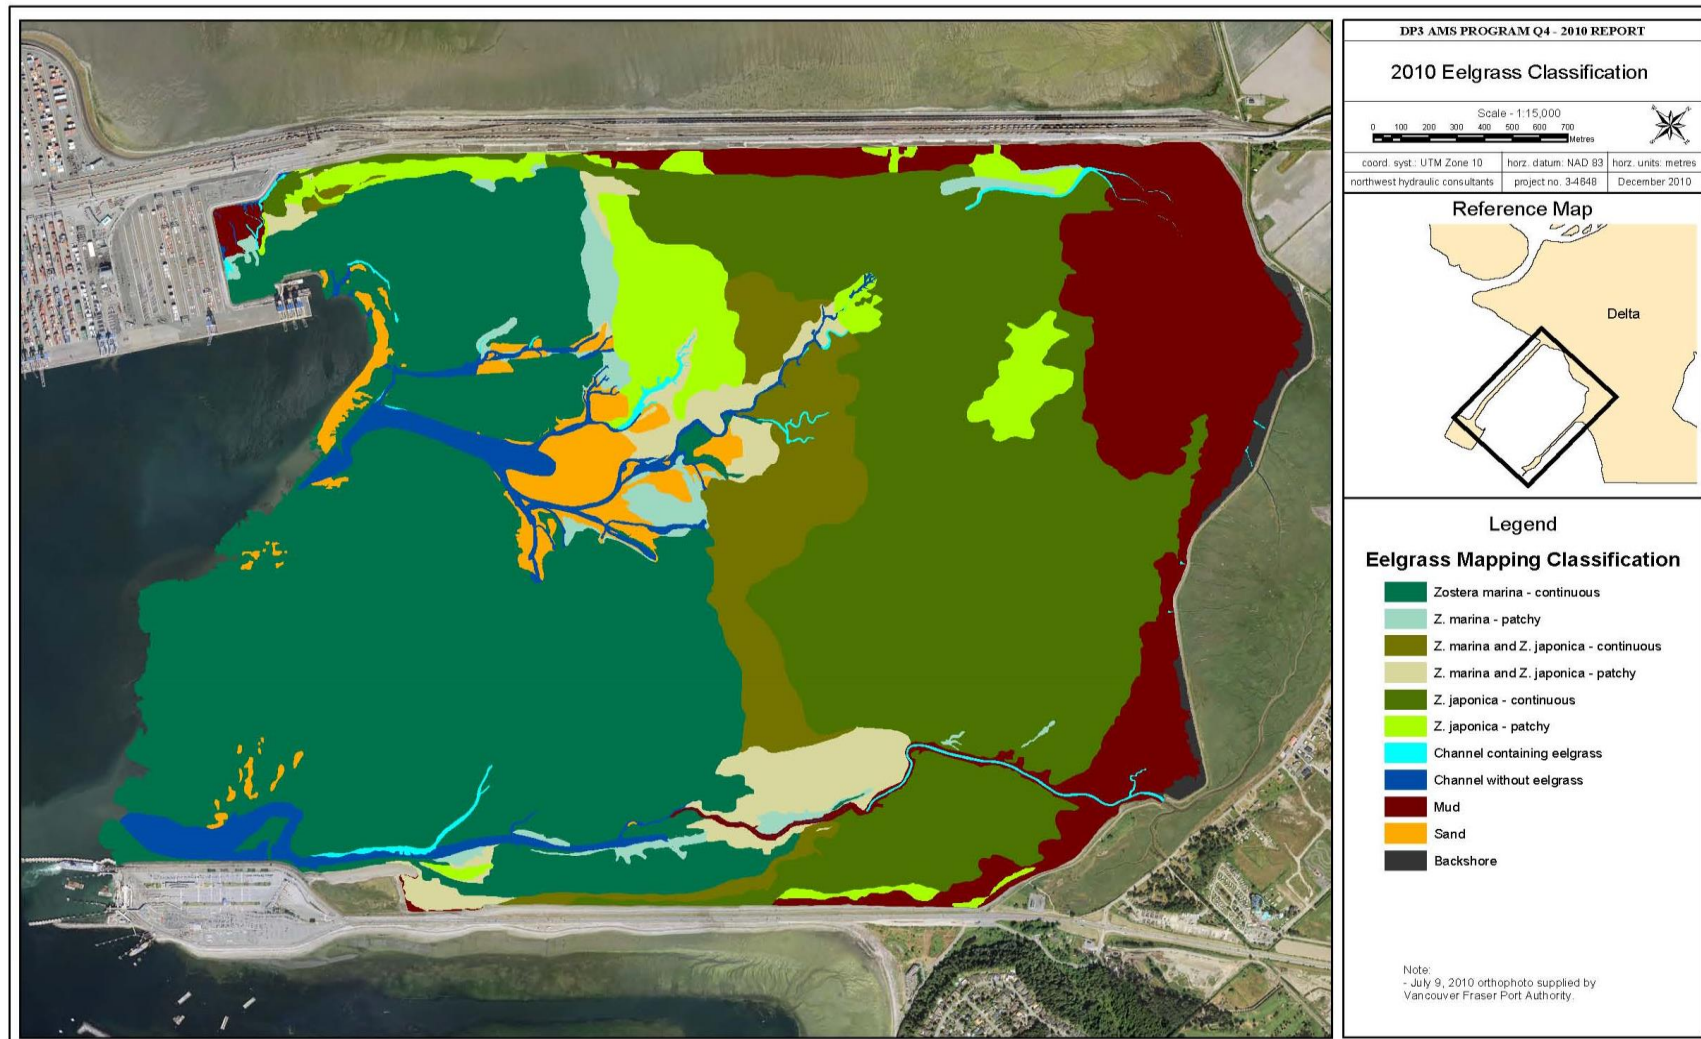 DP3 AMS PROGRAM Q4 - 2010 REPORT
2010 Eelgrass Classification
Scale - 1:15,000
0 100 200 300 400 500 600 700
Metres
coord. syst.: UTM Zone 10 horz. datum: NAD 83 horz. units: metres
northwest hydraulic consultants project no. 3-4648 December 2010
Reference Map
Delta
Legend
Eelgrass Mapping Classification
Zostera marina - continuous
Z. marina - patchy
Z. marina and Z. japonica - continuous
Z. marina and Z. japonica - patchy
Z. japonica - continuous
Z. japonica - patchy
Channel containing eelgrass
Channel without eelgrass
Mud
Sand
Backshore
Note:
- July 9, 2010 orthophoto supplied by
Vancouver Fraser Port Authority.